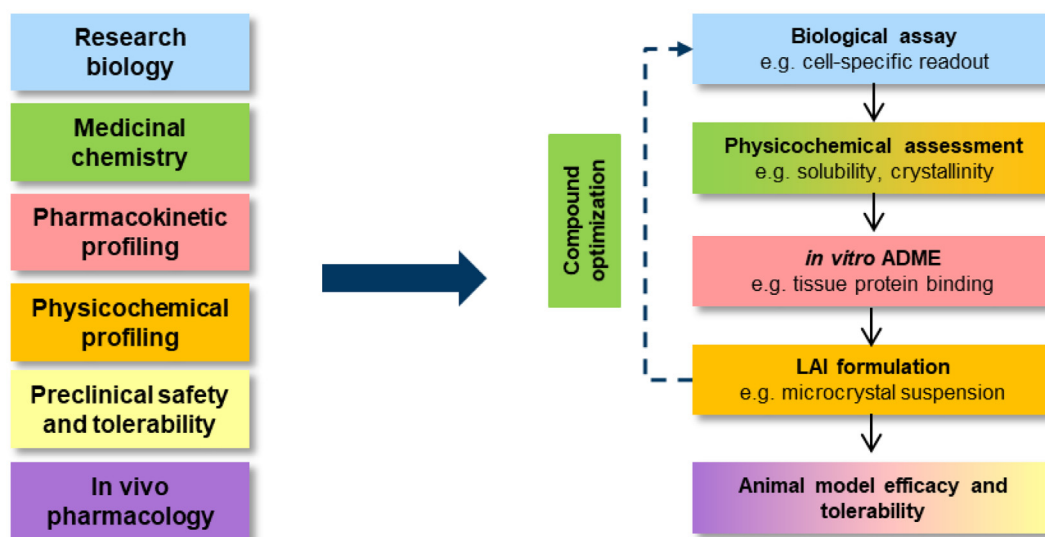 Research
biology
Medicinal
chemistry
Pharmacokinetic
profiling
Physicochemical
profiling
Preclinical safety
and tolerability
In vivo
pharmacology
Compound
optimization
Biological assay
e.g. cell-specific readout
Physicochemical assessment
e.g. solubility, crystallinity
in vitro ADME
e.g. tissue protein binding
LAI formulation
e.g. microcrystal suspension
Animal model efficacy and
tolerability